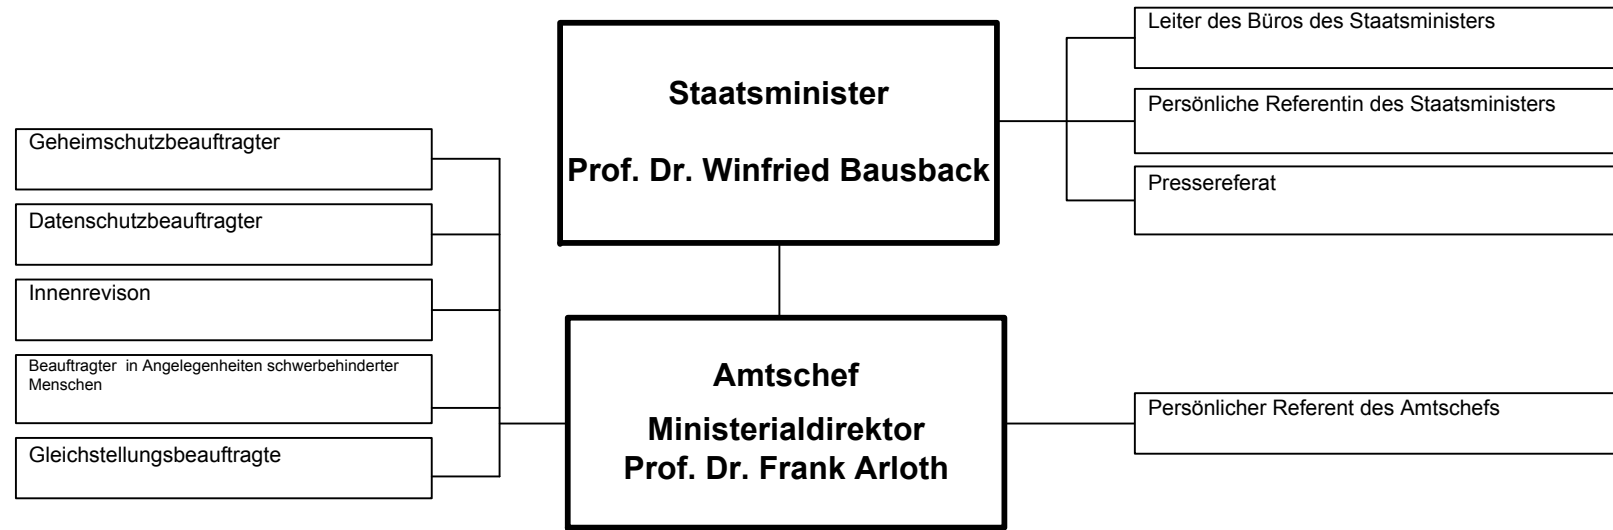 Leiter des Büros des Staatsministers
Staatsminister
Prof. Dr. Winfried Bausback
Persönliche Referentin des Staatsministers
Pressereferat
Geheimschutzbeauftragter
Datenschutzbeauftragter
Innenrevison
Beauftragter in Angelegenheiten schwerbehinderter
Menschen
Gleichstellungsbeauftragte
Amtschef
Ministerialdirektor
Prof. Dr. Frank Arloth
Persönlicher Referent des Amtschefs